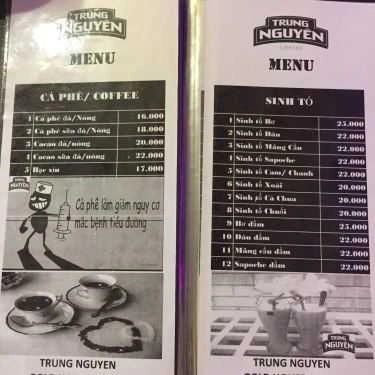 TRUNG
NGUYEN
MENU
CÀ PHÊ/ COFFEE
1 Cà phê đá/Nóng 16.000
2 Cà phê sữa đá/nóng 18.000
3 Cacao đá/nóng 20.000
4 Cacao sữa đá/nóng 22.000
5 Bạc xỉu 17.000
TRUNG
NGUYEN
Cà phê làm giảm nguy cơ
mắc bệnh tiểu đường
TRUNG NGUYEN
TRUNG
NGUYEN
COFFEE
MENU
SINH TỐ
1 Sinh tố Bơ 25.000
2 Sinh tố Dâu 22.000
3 Sinh tố Mãng Cầu 22.000
4 Sinh tố Sapoche 22.000
5 Sinh tố Cam/ Chanh 22.000
6 Sinh tố Xoài 20.000
7 Sinh tố Cà Chua 20.000
8 Sinh tố Chuối 20.000
9 Bơ dầm 25.000
10 Dâu dầm 22.000
11 Mãng cầu dầm 22.000
12 Sapoche dầm 22.000
TRUNG
NGUYEN
TRUNG NGUYEN